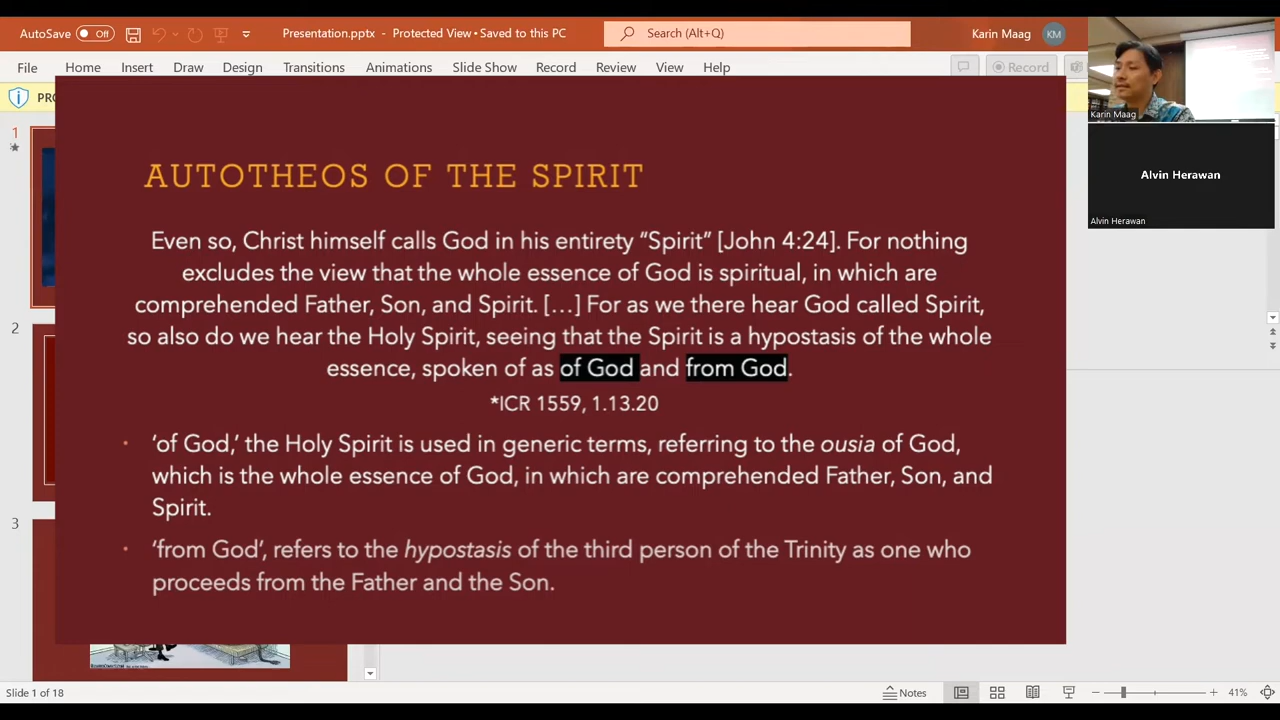 AutoSave Off Presentation.pptx - Protected View • Saved to this PC Search (Alt+Q) Karin Maag KM
File Home Insert Draw Design Transitions Animations Slide Show Record Review View Help Record
PRO
1
2
3
AUTOTHEOS OF THE SPIRIT
Even so, Christ himself calls God in his entirety “Spirit” [John 4:24]. For nothing
excludes the view that the whole essence of God is spiritual, in which are
comprehended Father, Son, and Spirit. […] For as we there hear God called Spirit,
so also do we hear the Holy Spirit, seeing that the Spirit is a hypostasis of the whole
essence, spoken of as of God and from God.
*ICR 1559, 1.13.20
• ‘of God,’ the Holy Spirit is used in generic terms, referring to the ousia of God,
which is the whole essence of God, in which are comprehended Father, Son, and
Spirit.
• ‘from God’, refers to the hypostasis of the third person of the Trinity as one who
proceeds from the Father and the Son.
Karin Maag
Alvin Herawan
Alvin Herawan
Slide 1 of 18 Notes 41%